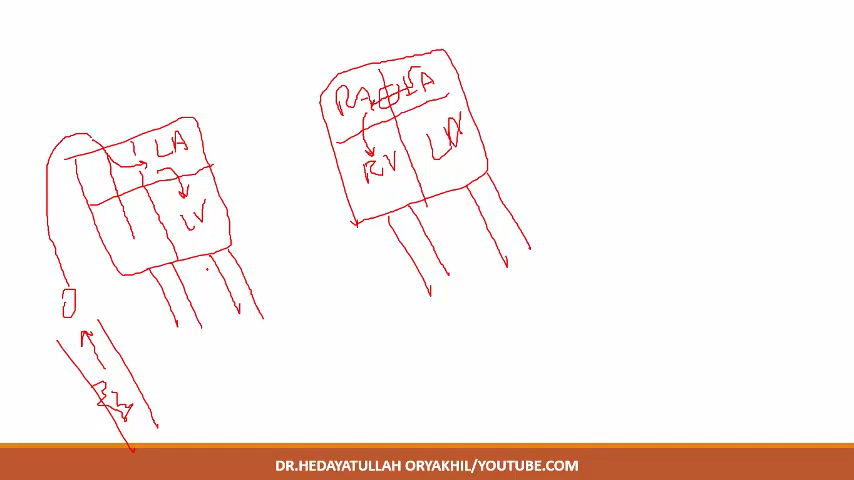 LA
LV
RA LA
RV LV
DR.HEDAYATULLAH ORYAKHIL/YOUTUBE.COM